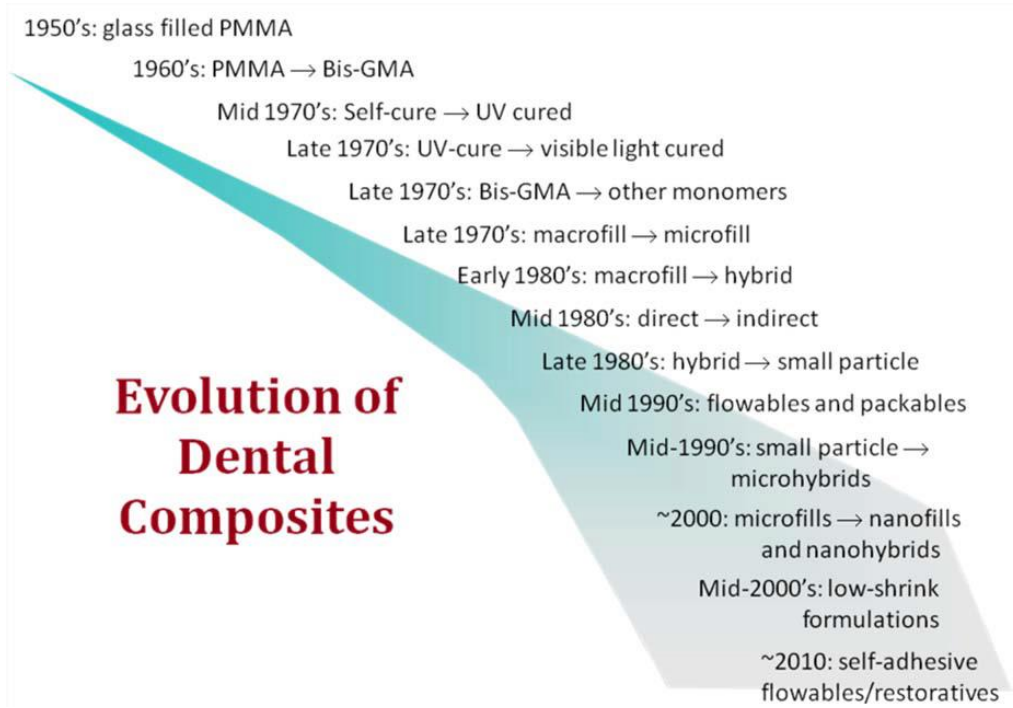 1950's: glass filled PMMA
1960's: PMMA → Bis-GMA
Mid 1970's: Self-cure → UV cured
Late 1970's: UV-cure → visible light cured
Late 1970's: Bis-GMA → other monomers
Late 1970's: macrofill → microfill
Early 1980's: macrofill → hybrid
Mid 1980's: direct → indirect
Late 1980's: hybrid → small particle
Mid 1990's: flowables and packables
Mid-1990's: small particle →
microhybrids
~2000: microfills → nanofills
and nanohybrids
Mid-2000's: low-shrink
formulations
~2010: self-adhesive
flowables/restoratives
Evolution of
Dental
Composites